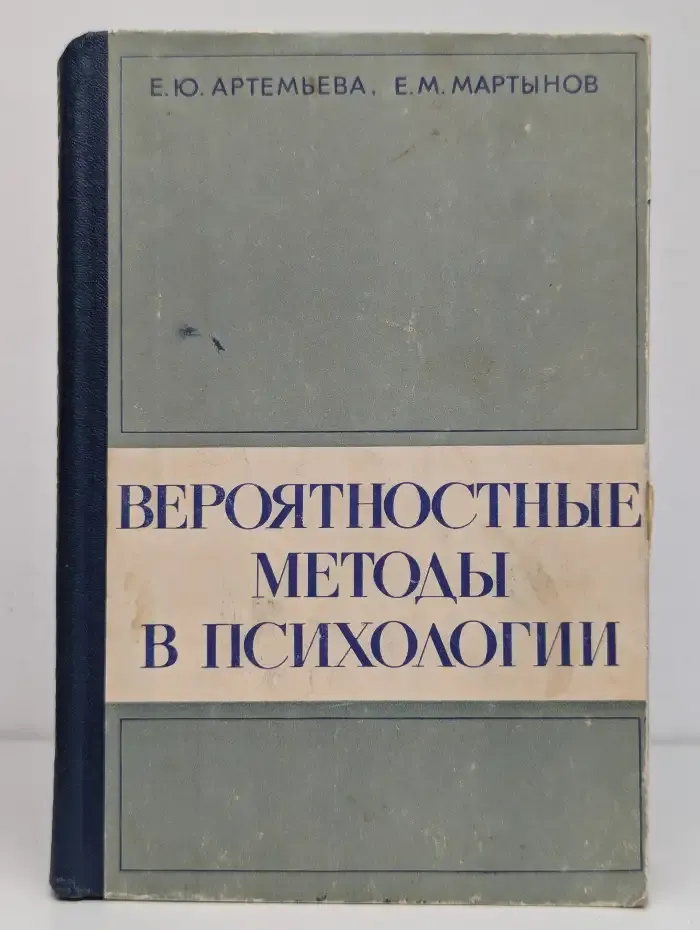 Е.Ю. АРТЕМЬЕВА, Е.М. МАРТЫНОВ
ВЕРОЯТНОСТНЫЕ
МЕТОДЫ
В ПСИХОЛОГИИ